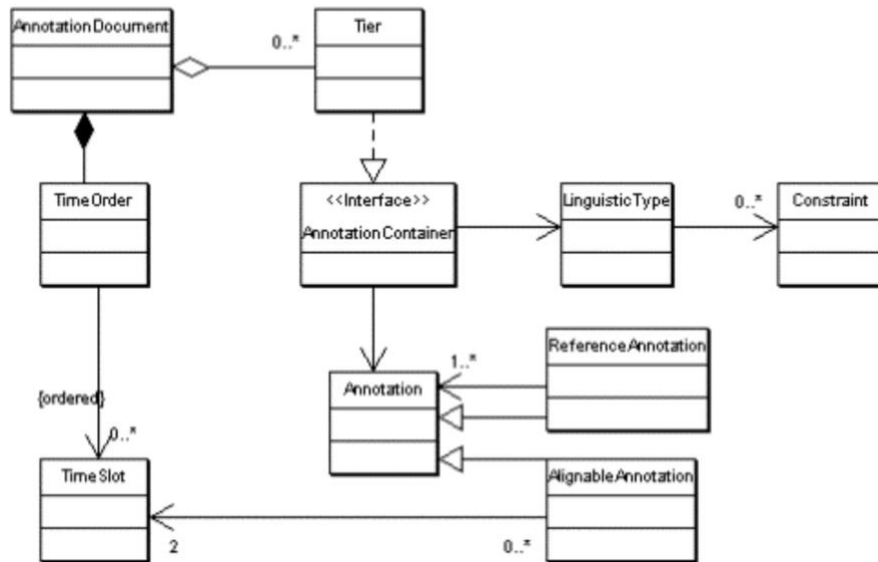 AnnotationDocument
0..*
Tier
TimeOrder
<<Interface>>
AnnotationContainer
LinguisticType
0..*
Constraint
{ordered}
0..*
1..*
Annotation
ReferenceAnnotation
TimeSlot
2
0..*
AlignableAnnotation